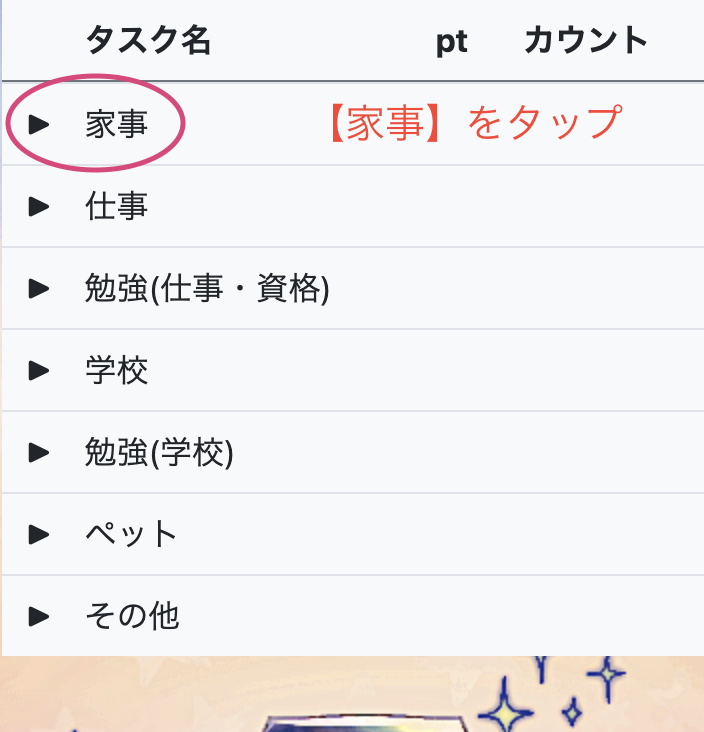 タスク名 pt カウント
▶ 家事 【家事】をタップ
▶ 仕事
▶ 勉強(仕事・資格)
▶ 学校
▶ 勉強(学校)
▶ ペット
▶ その他